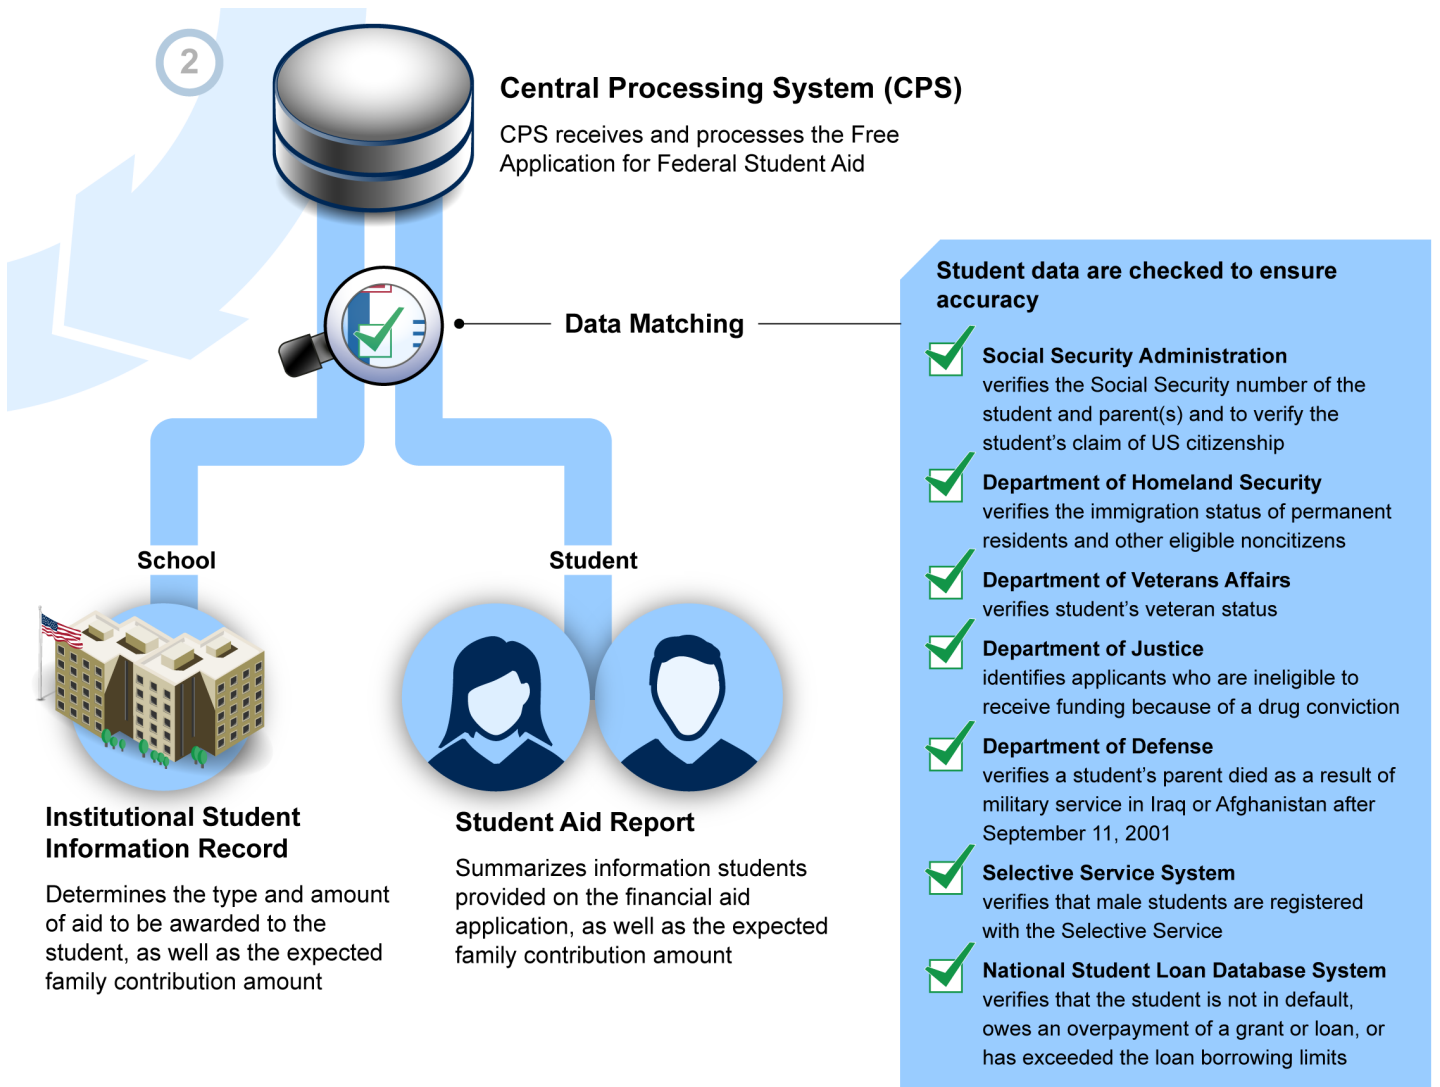 2
Central Processing System (CPS)
CPS receives and processes the Free
Application for Federal Student Aid
Data Matching
School
Student
Institutional Student
Information Record
Determines the type and amount
of aid to be awarded to the
student, as well as the expected
family contribution amount
Student Aid Report
Summarizes information students
provided on the financial aid
application, as well as the expected
family contribution amount
Student data are checked to ensure
accuracy
Social Security Administration
verifies the Social Security number of the
student and parent(s) and to verify the
student's claim of US citizenship
Department of Homeland Security
verifies the immigration status of permanent
residents and other eligible noncitizens
Department of Veterans Affairs
verifies student's veteran status
Department of Justice
identifies applicants who are ineligible to
receive funding because of a drug conviction
Department of Defense
verifies a student's parent died as a result of
military service in Iraq or Afghanistan after
September 11, 2001
Selective Service System
verifies that male students are registered
with the Selective Service
National Student Loan Database System
verifies that the student is not in default,
owes an overpayment of a grant or loan, or
has exceeded the loan borrowing limits